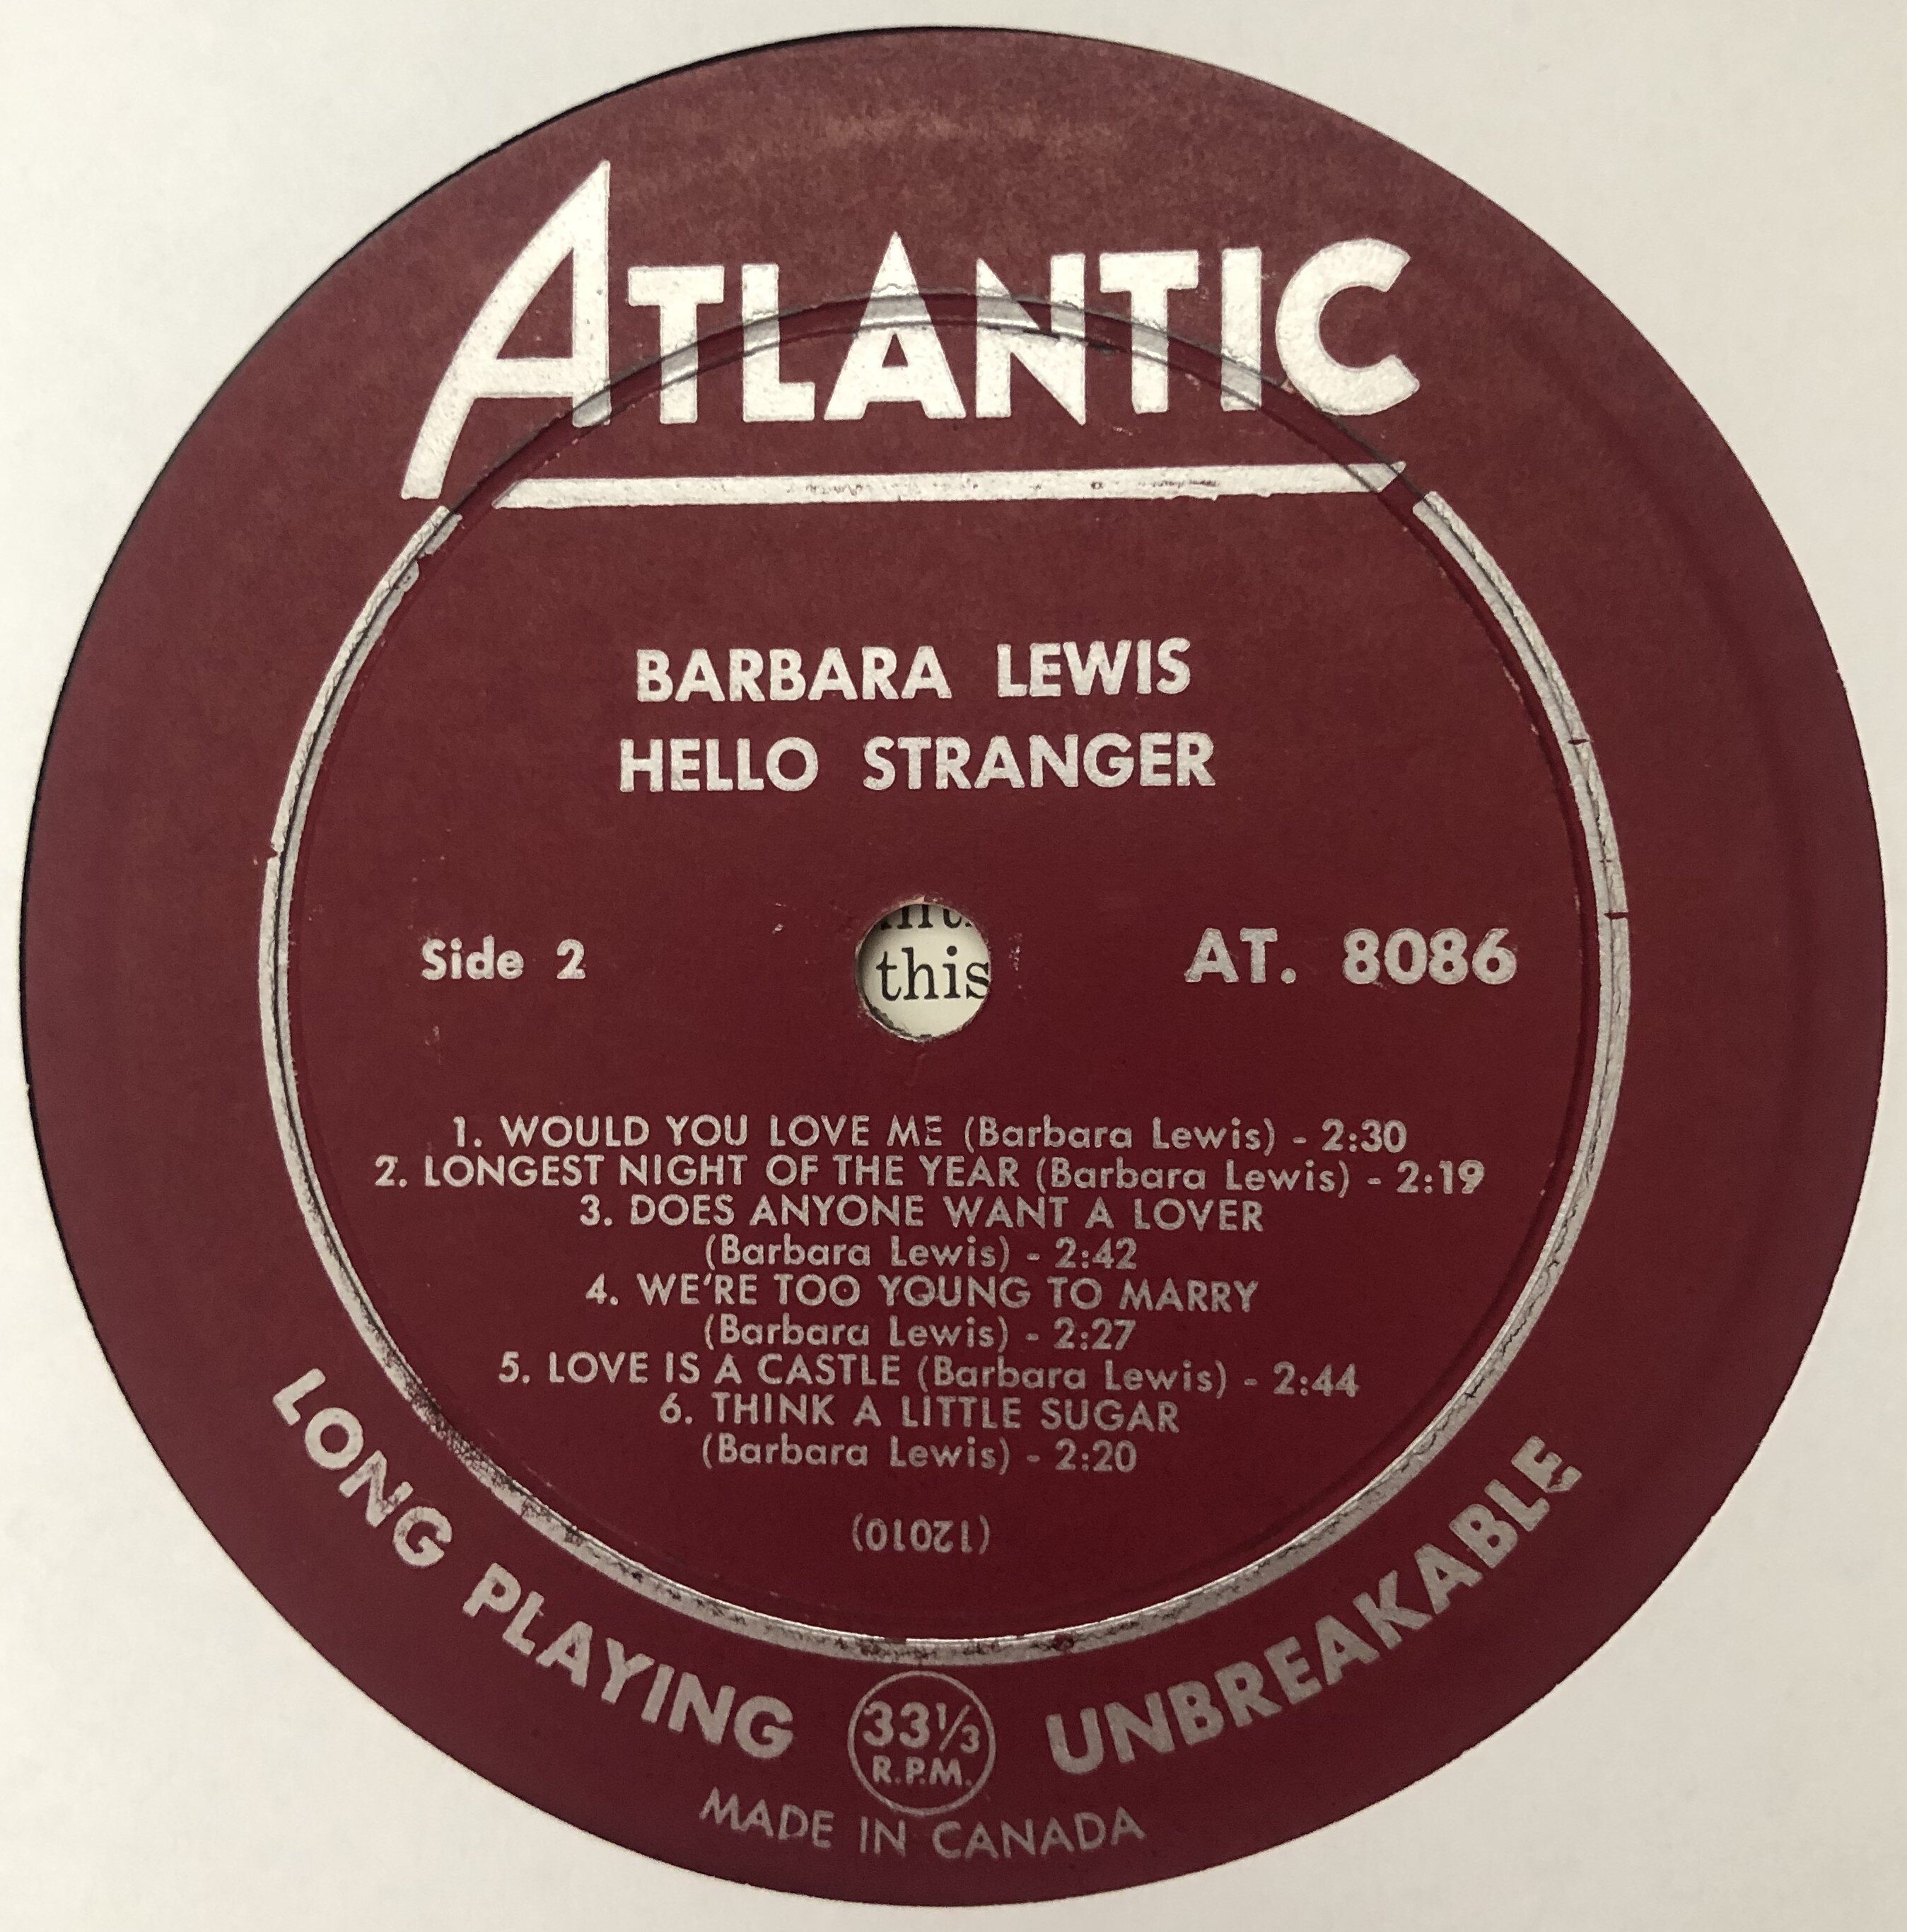 ATLANTIC
BARBARA LEWIS
HELLO STRANGER
this
Side 2
AT. 8086
1. WOULD YOU LOVE ME (Barbara Lewis) - 2:30
2. LONGEST NIGHT OF THE YEAR (Barbara Lewis) - 2:19
3. DOES ANYONE WANT A LOVER
(Barbara Lewis) - 2:42
4. WE'RE TOO YOUNG TO MARRY
(Barbara Lewis) - 2:27
5. LOVE IS A CASTLE (Barbara Lewis) - 2:44
6. THINK A LITTLE SUGAR
(Barbara Lewis) - 2:20
(12010)
LONG PLAYING
33⅓
R.P.M.
UNBREAKABLE
MADE IN CANADA